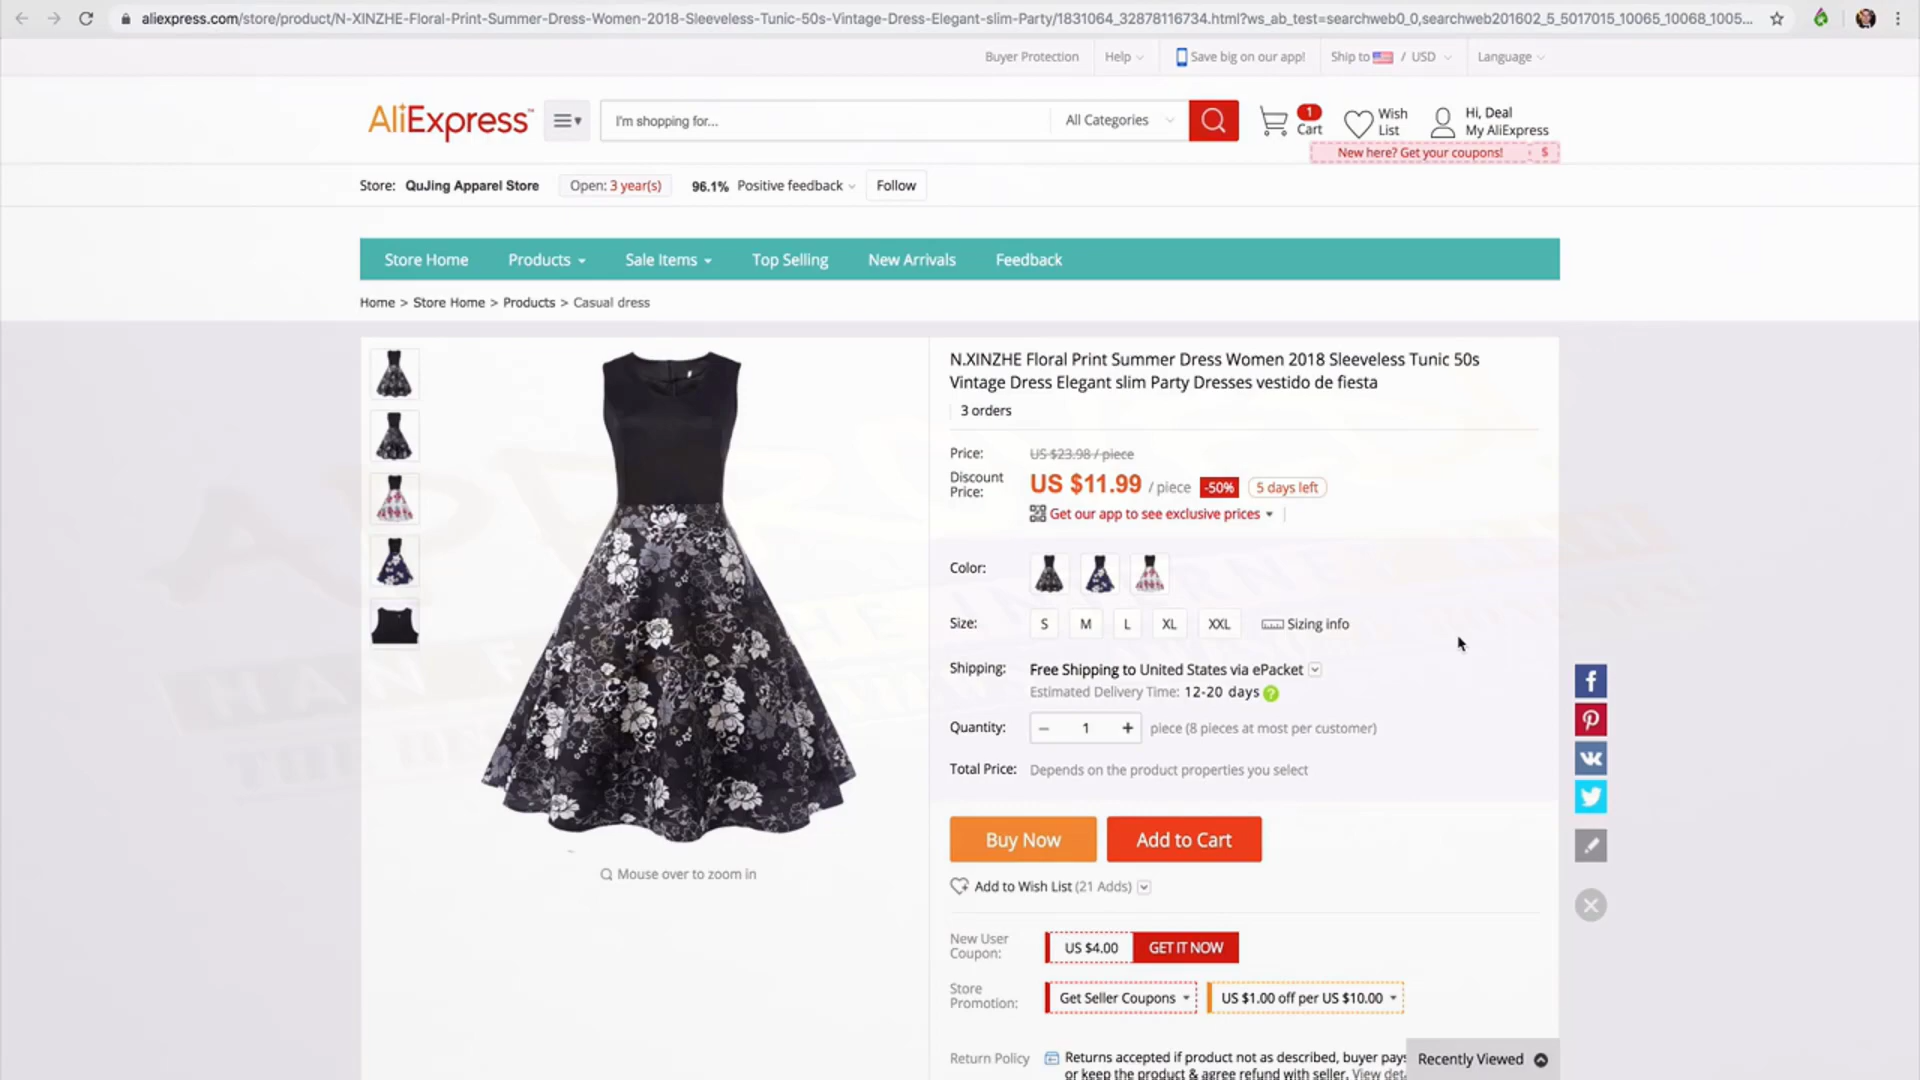 aliexpress.com/store/product/N-XINZHE-Floral-Print-Summer-Dress-Women-2018-Sleeveless-Tunic-50s-Vintage-Dress-Elegant-slim-Party/1831064_32878116734.html?ws_ab_test=searchweb0_0,searchweb201602_5_5017015_10065_10068_1005...
Buyer Protection Help Save big on our app! Ship to / USD Language
AliExpress™ I'm shopping for... All Categories 1 Cart Wish List Hi, Deal My AliExpress
New here? Get your coupons! $
Store: QuJing Apparel Store Open: 3 year(s) 96.1% Positive feedback Follow
Store Home Products Sale Items Top Selling New Arrivals Feedback
Home > Store Home > Products > Casual dress
N.XINZHE Floral Print Summer Dress Women 2018 Sleeveless Tunic 50s
Vintage Dress Elegant slim Party Dresses vestido de fiesta
3 orders
Price: US $23.98 / piece
Discount Price: US $11.99 / piece -50% 5 days left
Get our app to see exclusive prices
Color:
Size: S M L XL XXL Sizing info
Shipping: Free Shipping to United States via ePacket
Estimated Delivery Time: 12-20 days ?
Quantity: − 1 + piece (8 pieces at most per customer)
Total Price: Depends on the product properties you select
Buy Now Add to Cart
Mouse over to zoom in
Add to Wish List (21 Adds)
New User Coupon: US $4.00 GET IT NOW
Store Promotion: Get Seller Coupons US $1.00 off per US $10.00
Return Policy Returns accepted if product not as described, buyer pays
or keep the product & agree refund with seller. View
Recently Viewed